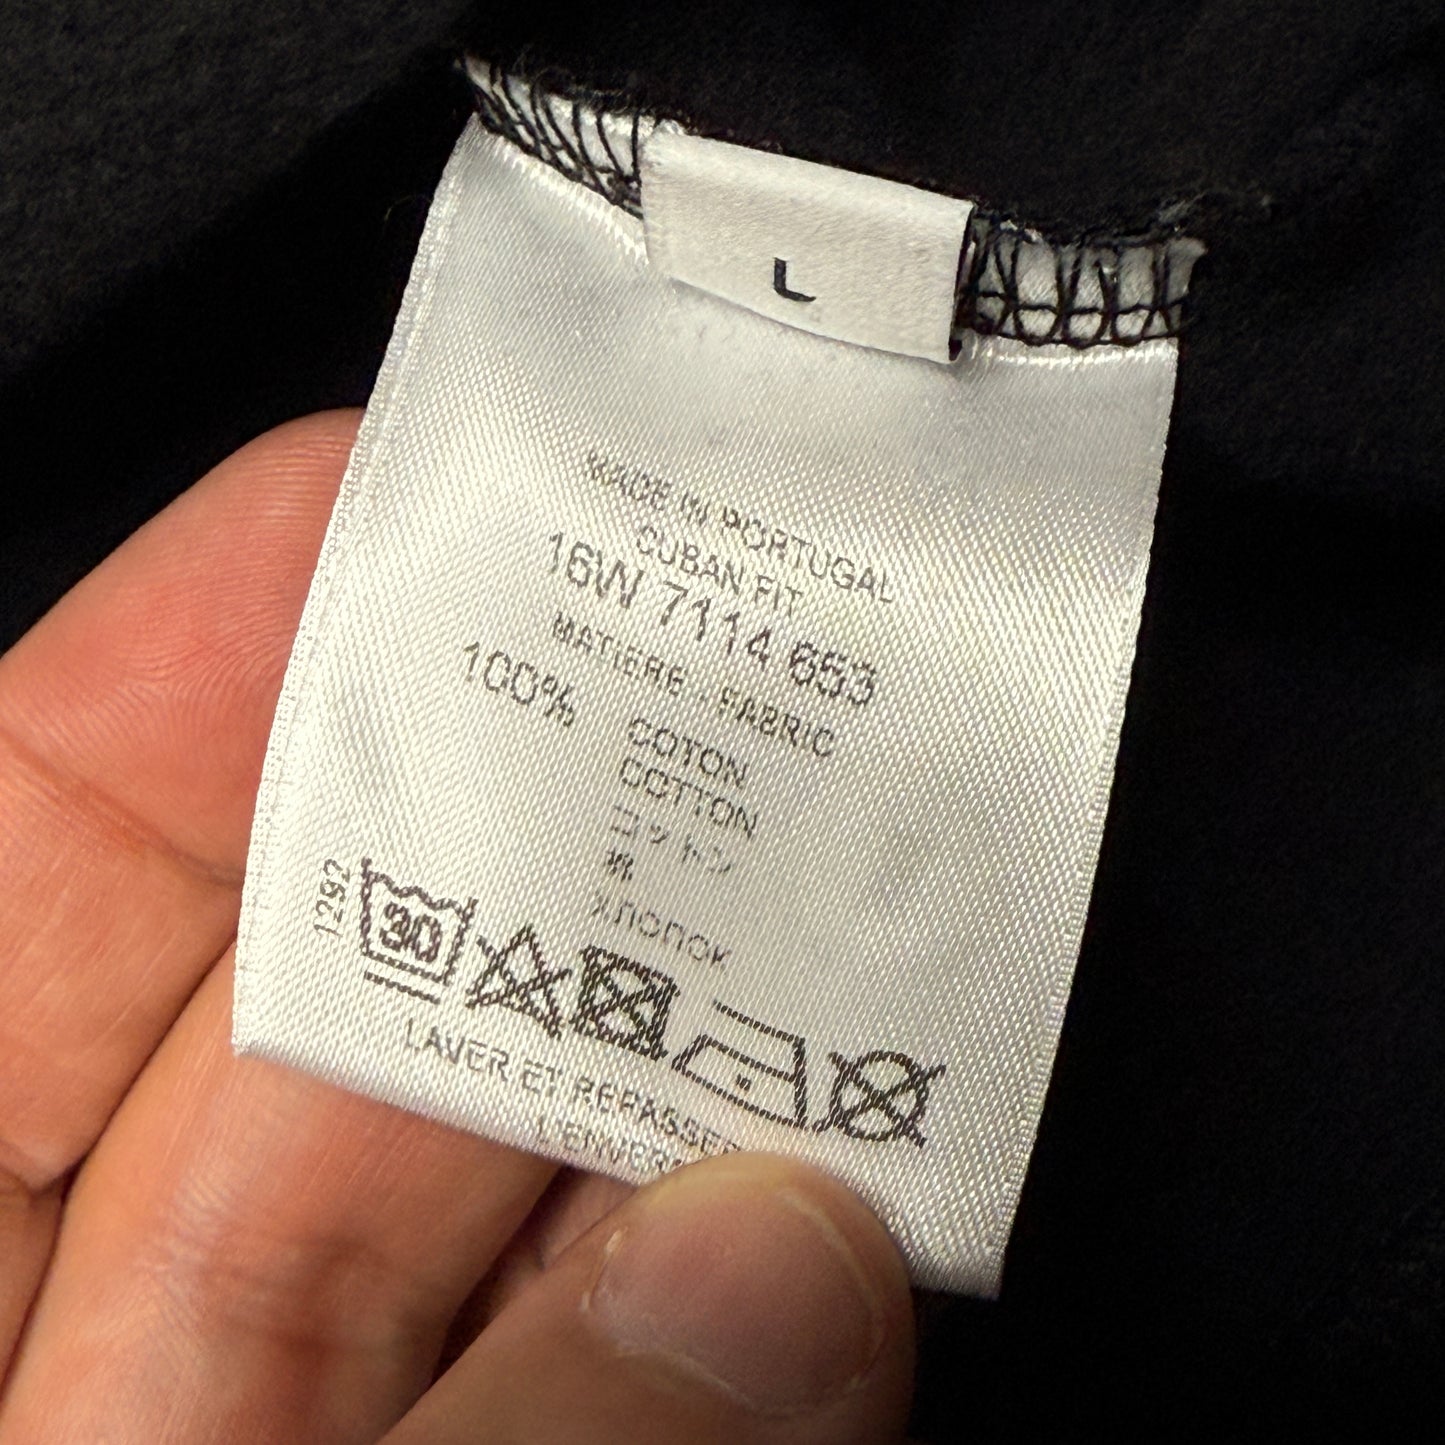 L
MADE IN PORTUGAL
CUBAN FIT
16W 7114 653
MATIERE - FABRIC
100% COTON
COTTON
コットン
棉
ХЛОПОК
1292
30
LAVER ET REPASSER
L'ENVERS